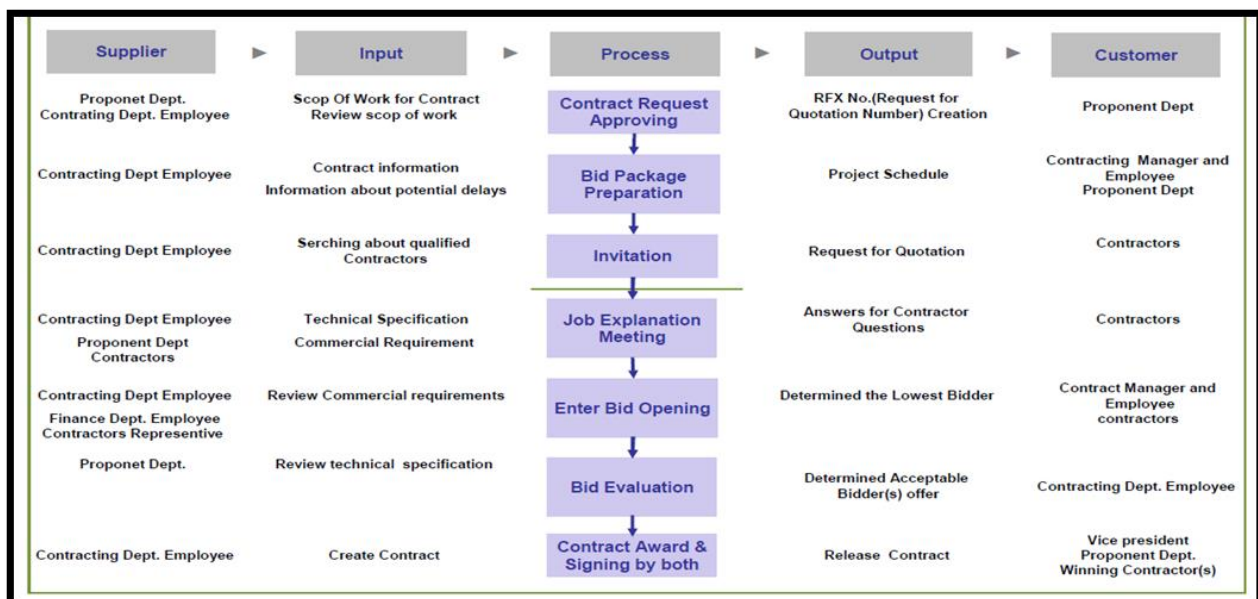 Supplier
Input
Process
Output
Customer
Proponet Dept.
Contrating Dept. Employee
Scop Of Work for Contract
Review scope of work
Contract Request
Approving
RFX No.(Request for
Quotation Number) Creation
Proponent Dept
Contracting Dept Employee
Contract information
Information about potential delays
Bid Package
Preparation
Project Schedule
Contracting Manager and
Employee
Proponent Dept
Contracting Dept Employee
Serching about qualified
Contractors
Invitation
Request for Quotation
Contractors
Contracting Dept Employee
Proponent Dept
Contractors
Technical Specification
Commercial Requirement
Job Explanation
Meeting
Answers for Contractor
Questions
Contractors
Contracting Dept Employee
Finance Dept. Employee
Contractors Representive
Review Commercial requirements
Enter Bid Opening
Determined the Lowest Bidder
Contract Manager and
Employee
contractors
Proponet Dept.
Review technical specification
Bid Evaluation
Determined Acceptable
Bidder(s) offer
Contracting Dept. Employee
Contracting Dept. Employee
Create Contract
Contract Award &
Signing by both
Release Contract
Vice president
Proponent Dept.
Winning Contractor(s)